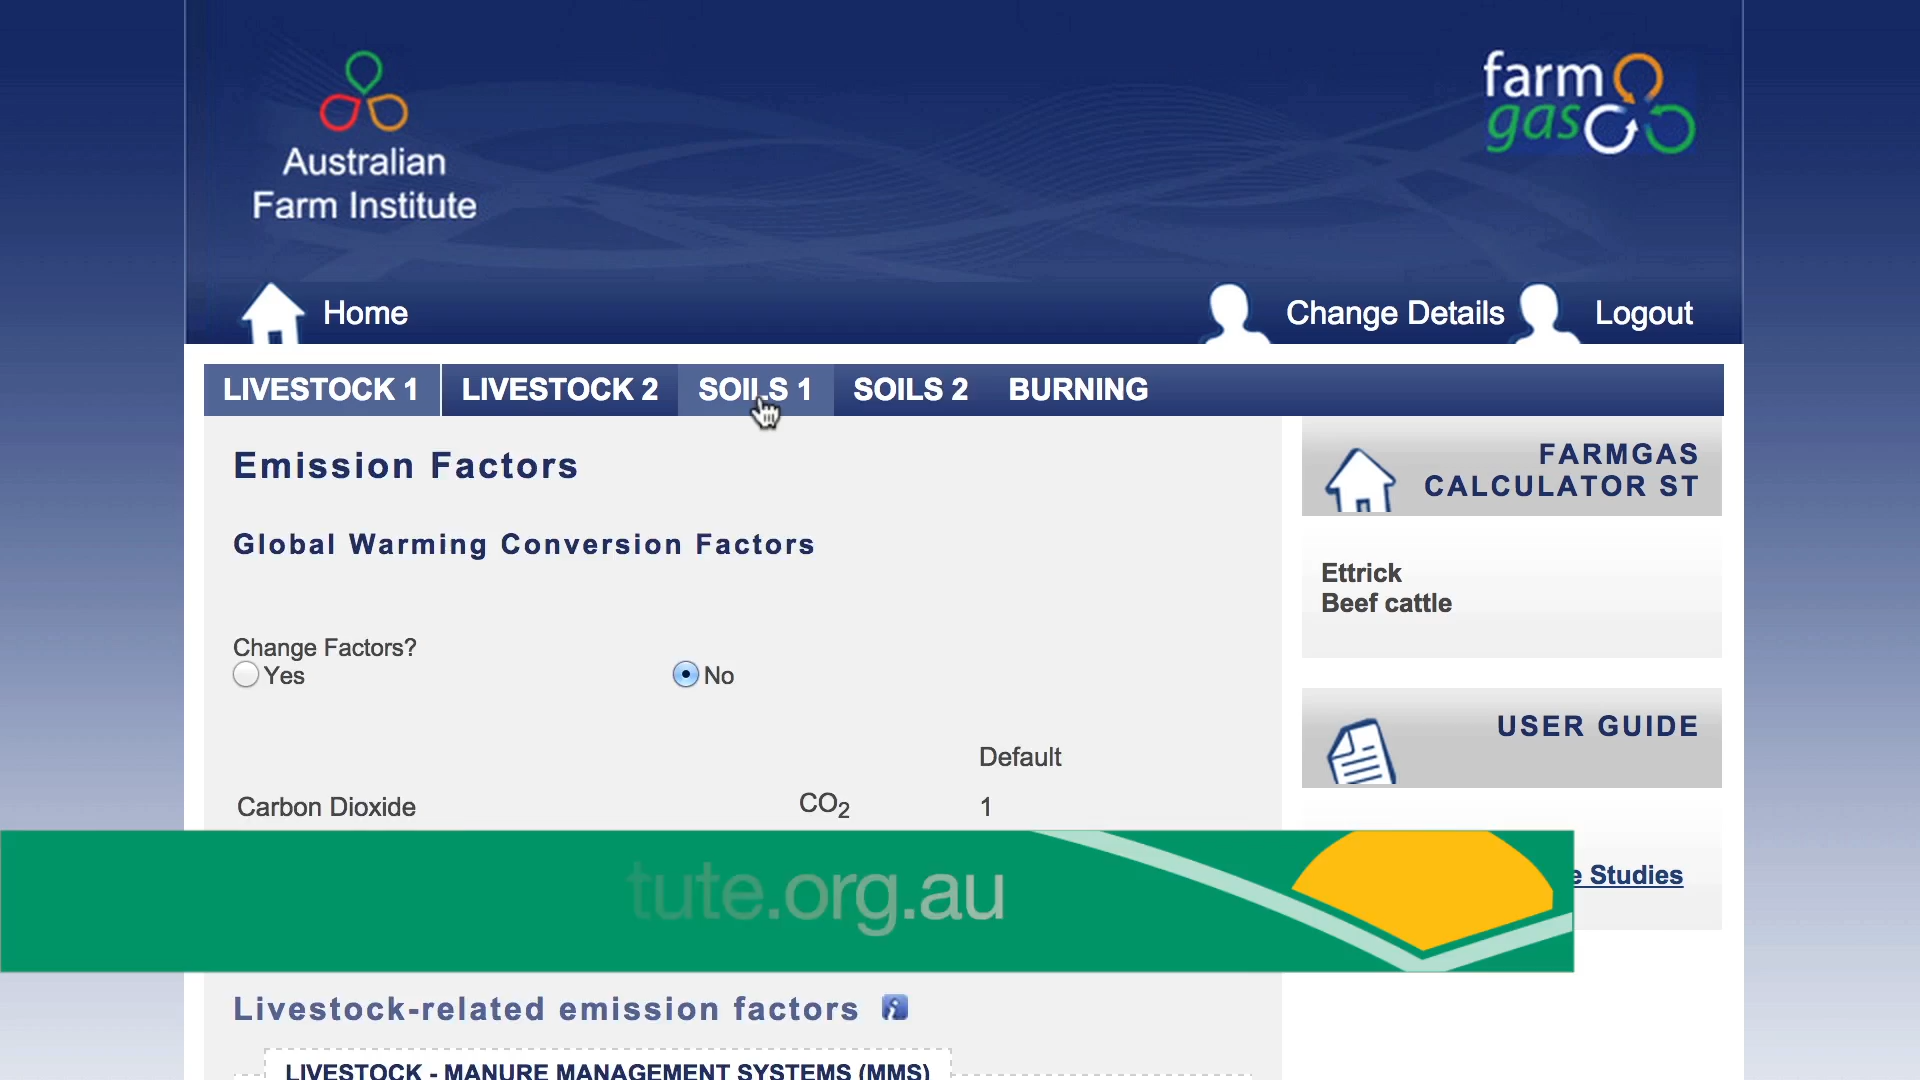 Australian
Farm Institute
farm
gas
Home
Change Details
Logout
LIVESTOCK 1
LIVESTOCK 2
SOILS 1
SOILS 2
BURNING
Emission Factors
Global Warming Conversion Factors
Change Factors?
Yes
No
Default
Carbon Dioxide
CO2
1
FARMGAS
CALCULATOR ST
Ettrick
Beef cattle
USER GUIDE
e Studies
tute.org.au
Livestock-related emission factors
LIVESTOCK - MANURE MANAGEMENT SYSTEMS (MMS)